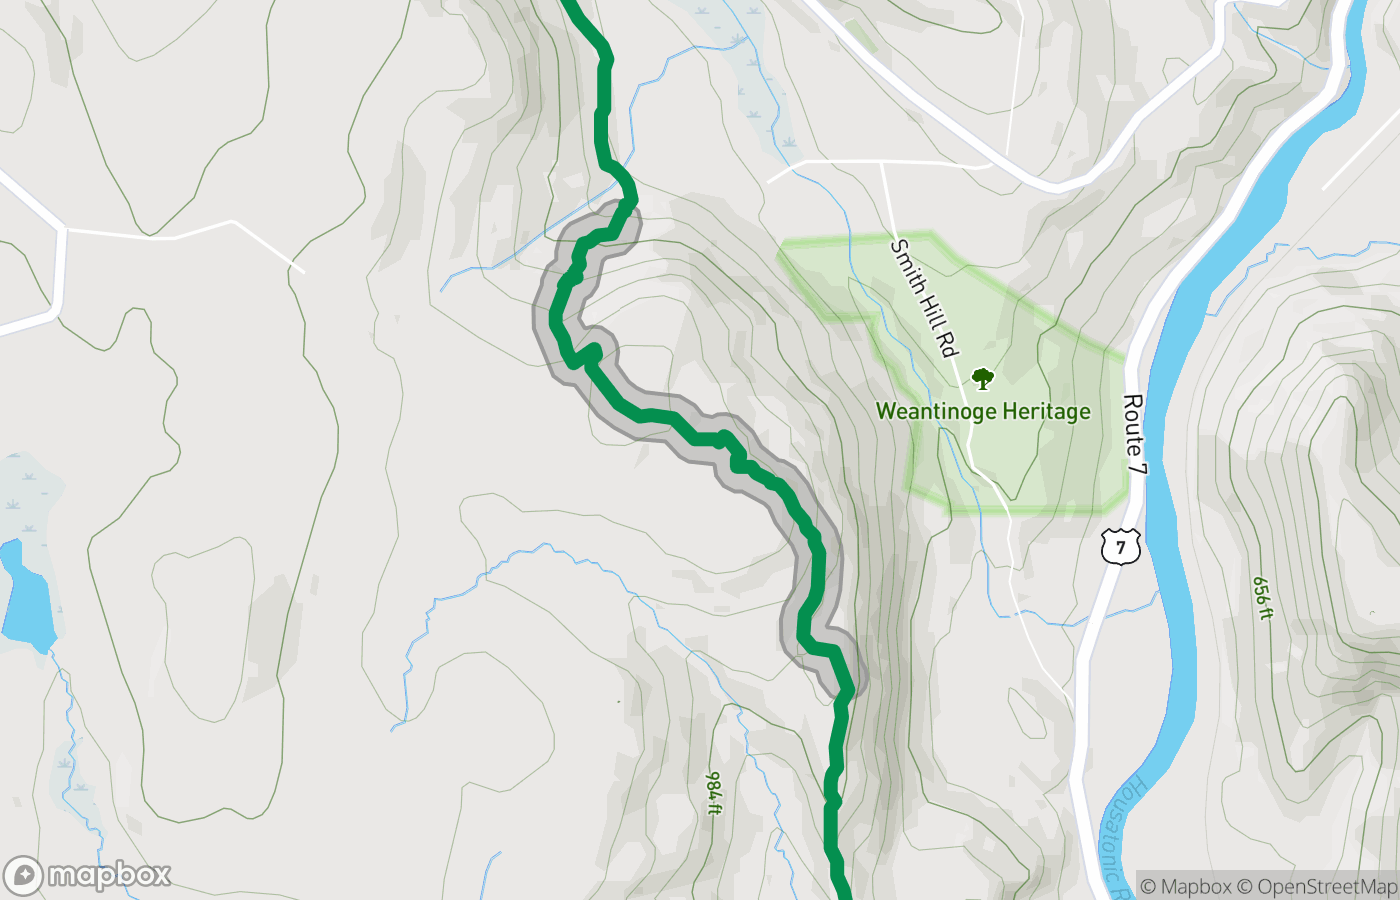 Smith Hill Rd
Weantinoge Heritage
Route 7
7
656 ft
984 ft
Housatonic R
mapbox
© Mapbox © OpenStreetMap